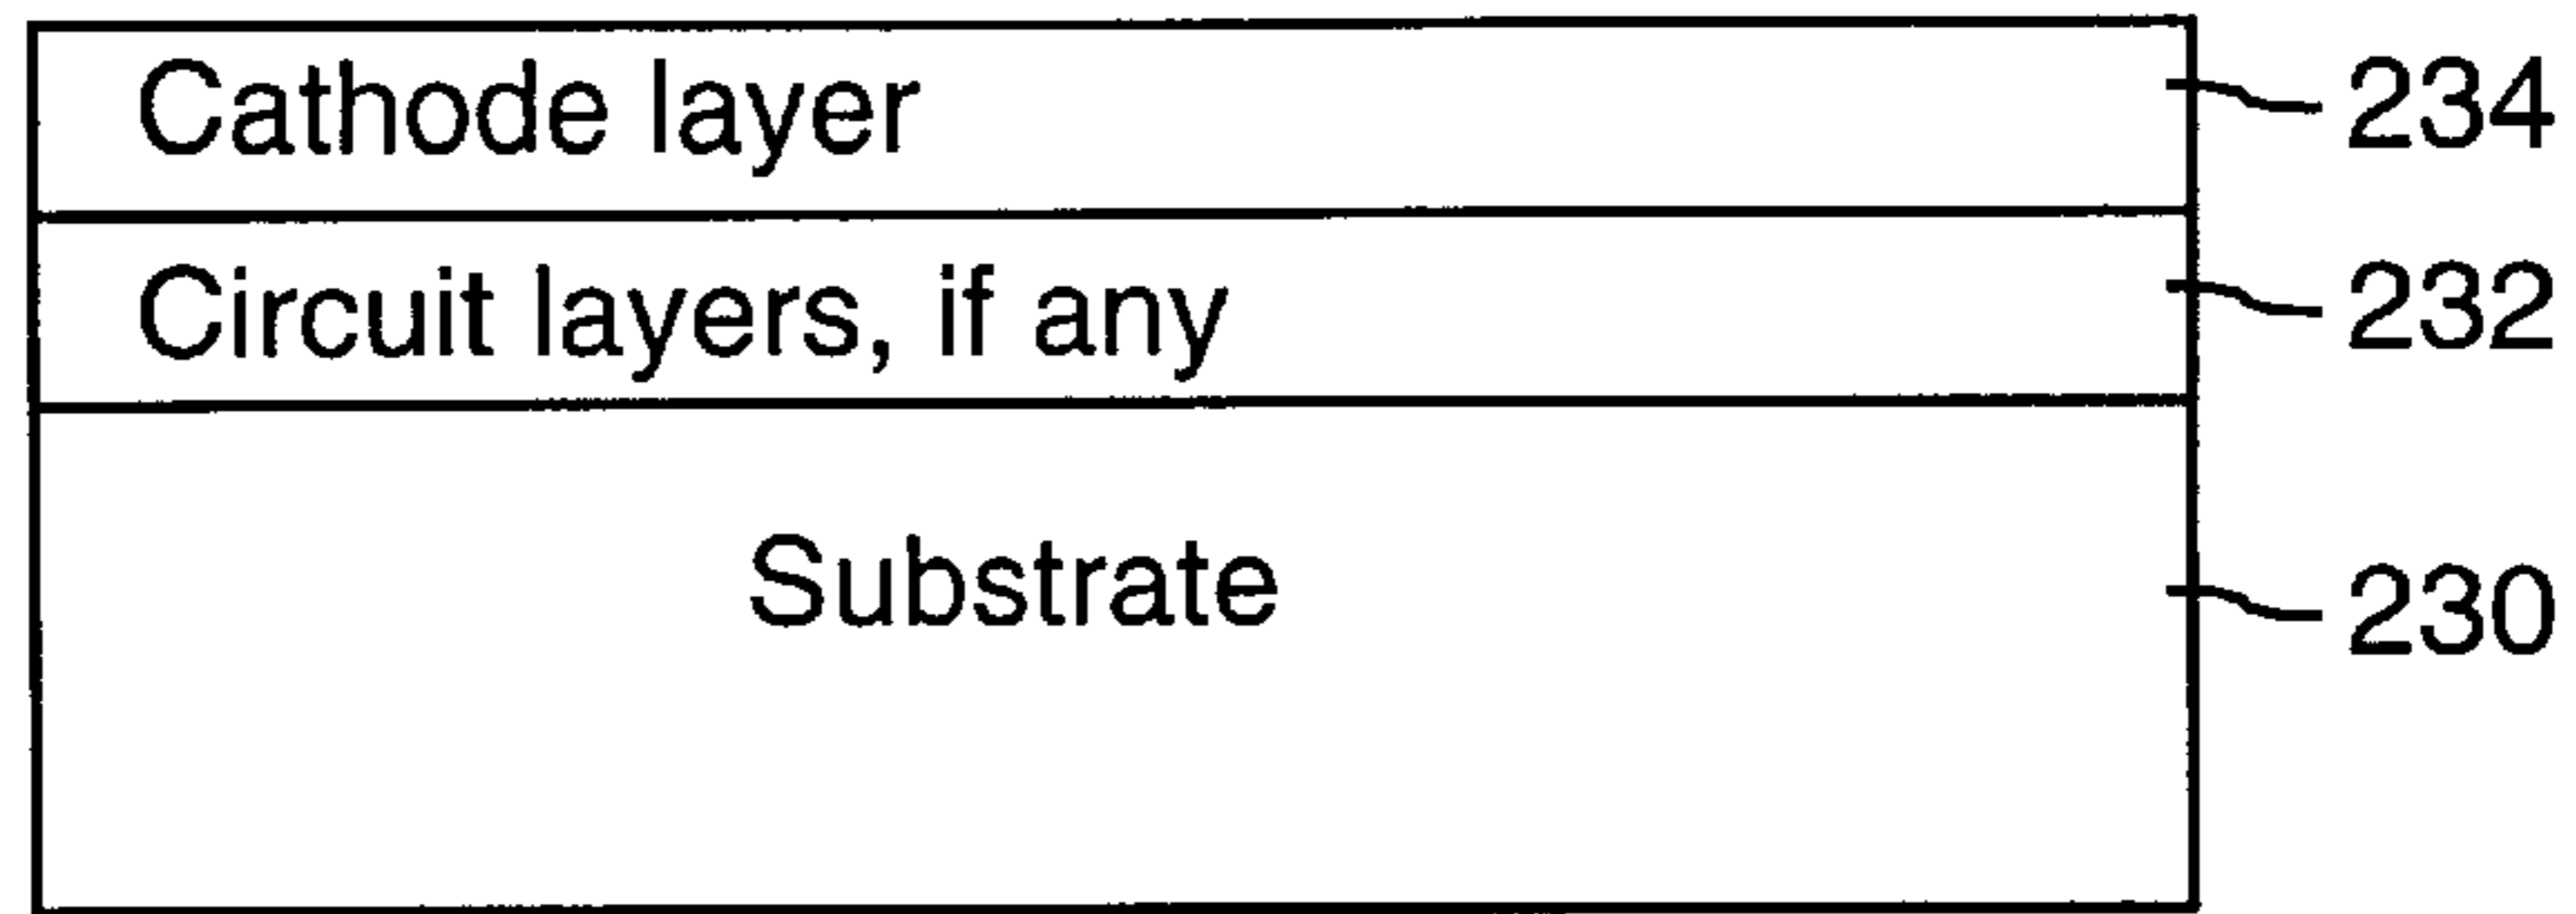 Cathode layer 234
Circuit layers, if any 232
Substrate 230